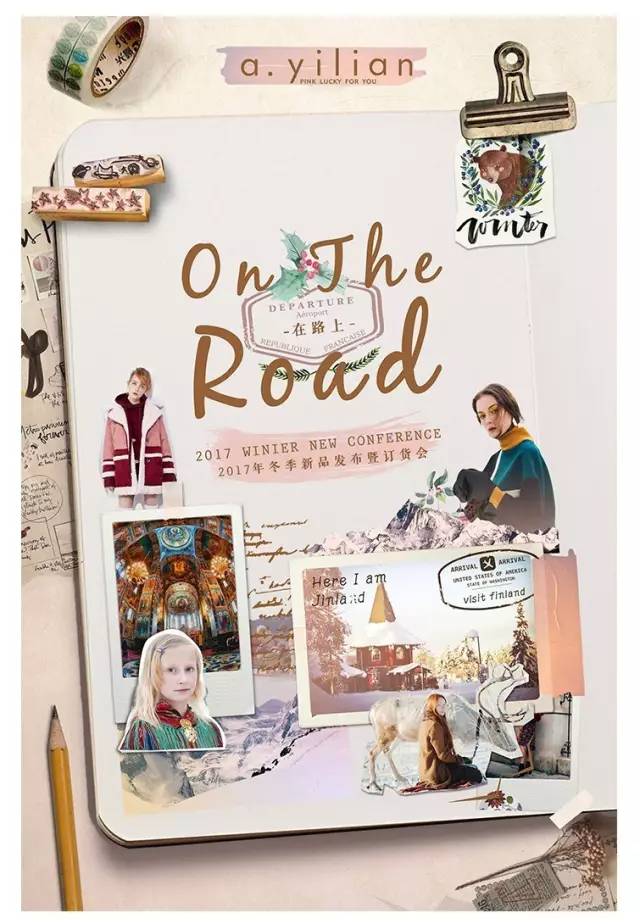 a. yilian
PINK LUCKY FOR YOU
winter
On The
DEPARTURE
Aéroport
-在路上-
REPUBLIQUE FRANCAISE
Road
2017 WINIER NEW CONFERENCE
2017年冬季新品发布暨订货会
Here I am
Jinland
ARRIVAL ARRIVAL
UNITED STATES OF AMERICA
STATE OF WASHINGTON
visit finland